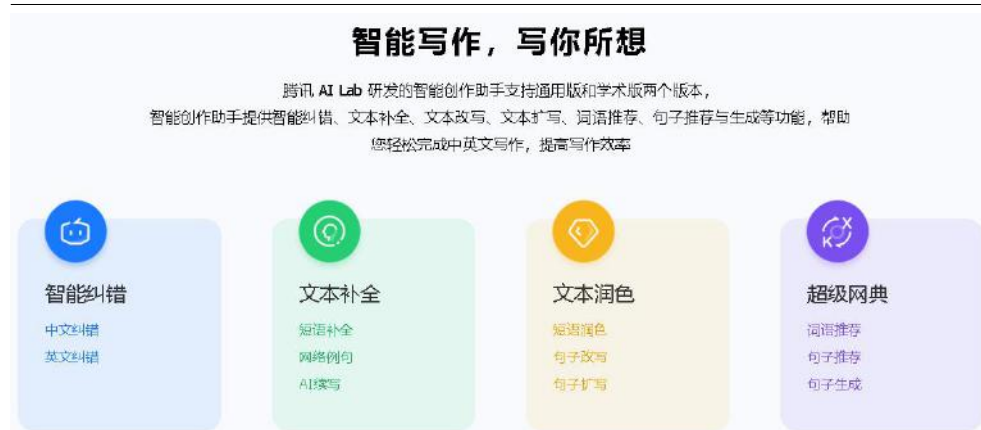 智能写作，写你所想
腾讯 AI Lab 研发的智能创作助手支持通用版和学术版两个版本，
智能创作助手提供智能纠错、文本补全、文本改写、文本扩写、词语推荐、句子推荐与生成等功能，帮助
您轻松完成中英文写作，提高写作效率
智能纠错
中文纠错
英文纠错
文本补全
短语补全
网络例句
AI续写
文本润色
短语润色
句子改写
句子扩写
超级网典
词语推荐
句子推荐
句子生成